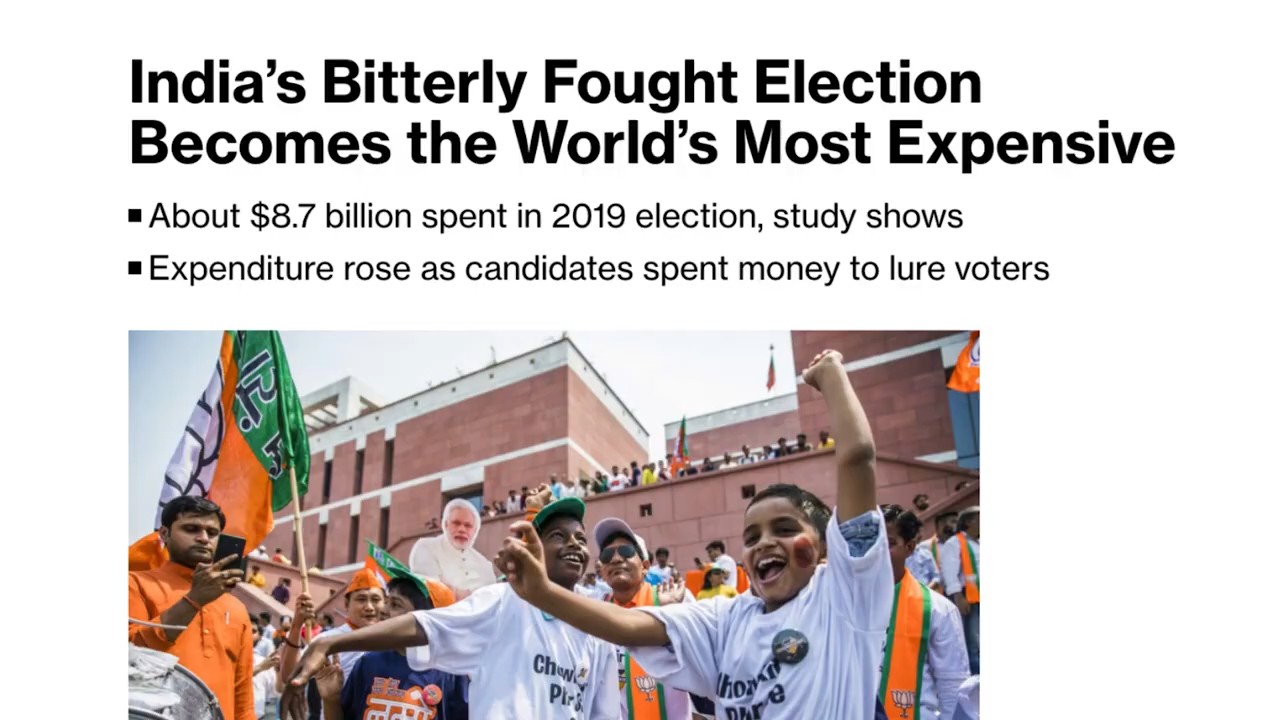 India’s Bitterly Fought Election
Becomes the World’s Most Expensive
■ About $8.7 billion spent in 2019 election, study shows
■ Expenditure rose as candidates spent money to lure voters